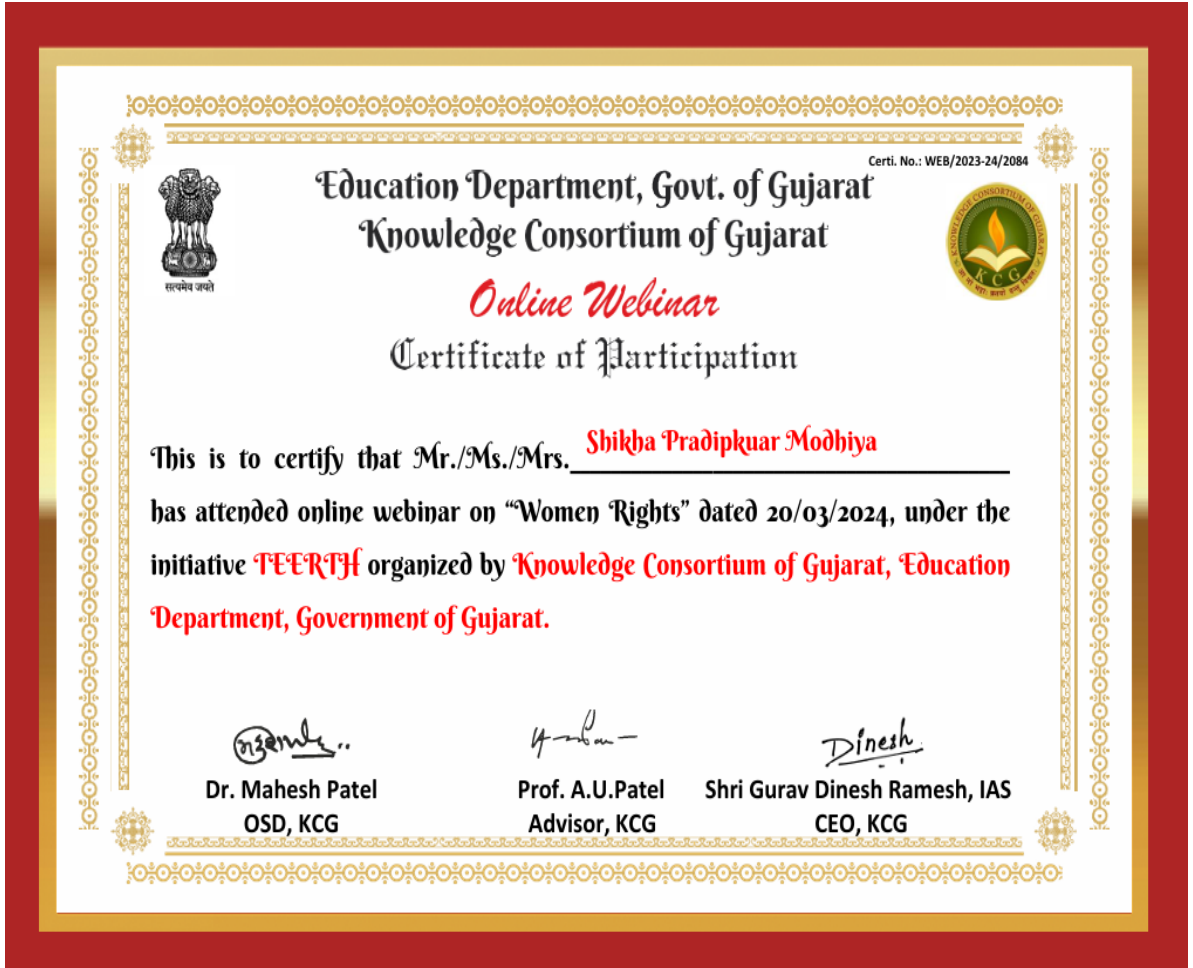 Certi. No.: WEB/2023-24/2084
Education Department, Govt. of Gujarat
Knowledge Consortium of Gujarat
सत्यमेव जयते
KNOWLEDGE CONSORTIUM OF GUJARAT
KCG
Online Webinar
Certificate of Participation
This is to certify that Mr./Ms./Mrs. Shikha Pradipkuar Modhiya
has attended online webinar on “Women Rights” dated 20/03/2024, under the
initiative TEERTH organized by Knowledge Consortium of Gujarat, Education
Department, Government of Gujarat.
Dinesh
Dr. Mahesh Patel Prof. A.U.Patel Shri Gurav Dinesh Ramesh, IAS
OSD, KCG Advisor, KCG CEO, KCG